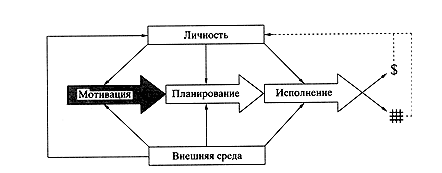 Личность
Мотивация Планирование Исполнение
$
#
Внешняя среда